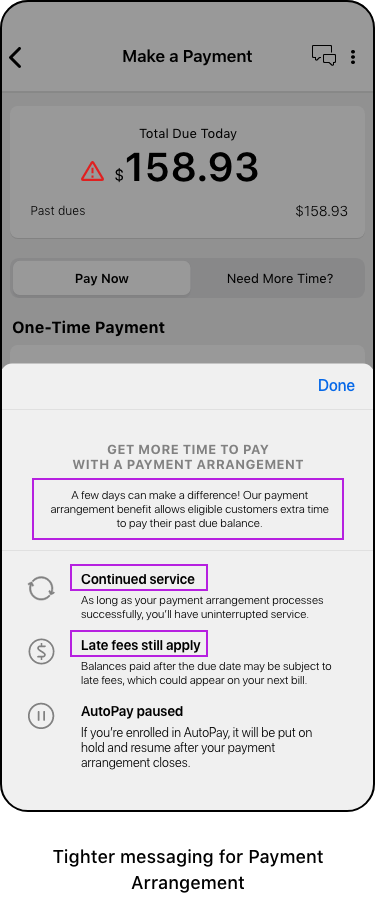 Make a Payment
Total Due Today
$158.93
Past dues $158.93
Pay Now Need More Time?
One-Time Payment
Done
GET MORE TIME TO PAY
WITH A PAYMENT ARRANGEMENT
A few days can make a difference! Our payment
arrangement benefit allows eligible customers extra time
to pay their past due balance.
Continued service
As long as your payment arrangement processes
successfully, you'll have uninterrupted service.
Late fees still apply
Balances paid after the due date may be subject to
late fees, which could appear on your next bill.
AutoPay paused
If you're enrolled in AutoPay, it will be put on
hold and resume after your payment
arrangement closes.
Tighter messaging for Payment
Arrangement